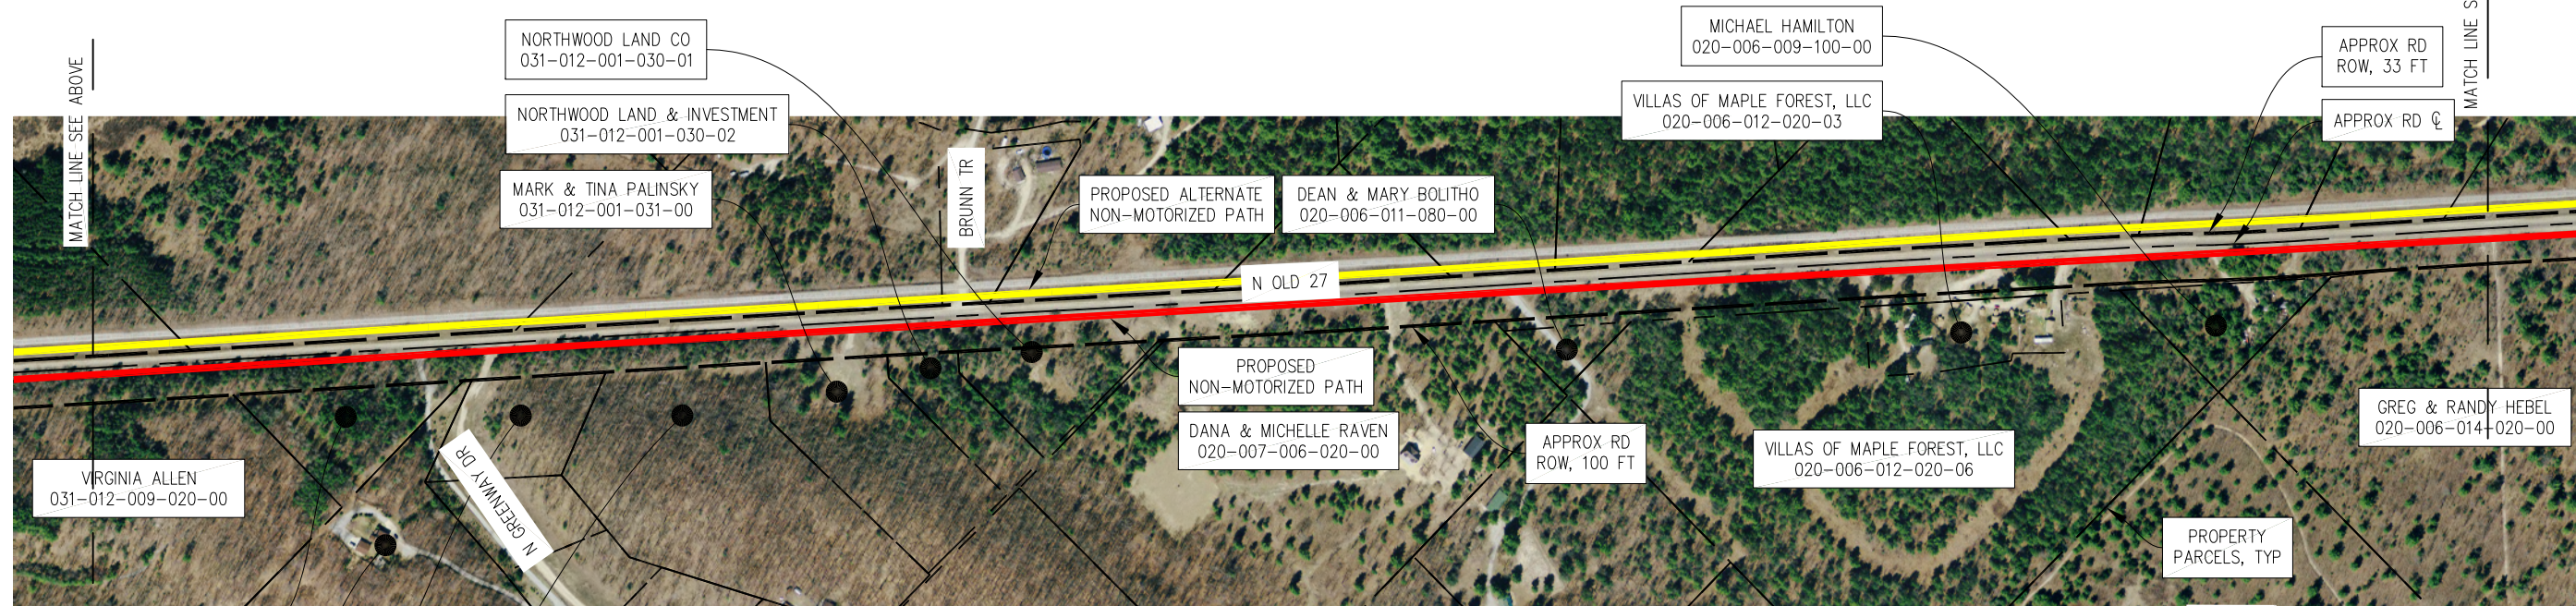 MATCH LINE SEE ABOVE
NORTHWOOD LAND CO
031-012-001-030-01
NORTHWOOD LAND & INVESTMENT
031-012-001-030-02
MARK & TINA PALINSKY
031-012-001-031-00
BRUNN TR
PROPOSED ALTERNATE
NON-MOTORIZED PATH
DEAN & MARY BOLITHO
020-006-011-080-00
MICHAEL HAMILTON
020-006-009-100-00
VILLAS OF MAPLE FOREST, LLC
020-006-012-020-03
APPROX RD
ROW, 33 FT
APPROX RD ℄
MATCH LINE S
N OLD 27
VIRGINIA ALLEN
031-012-009-020-00
N GREENWAY DR
PROPOSED
NON-MOTORIZED PATH
DANA & MICHELLE RAVEN
020-007-006-020-00
APPROX RD
ROW, 100 FT
VILLAS OF MAPLE FOREST, LLC
020-006-012-020-06
GREG & RANDY HEBEL
020-006-014-020-00
PROPERTY
PARCELS, TYP